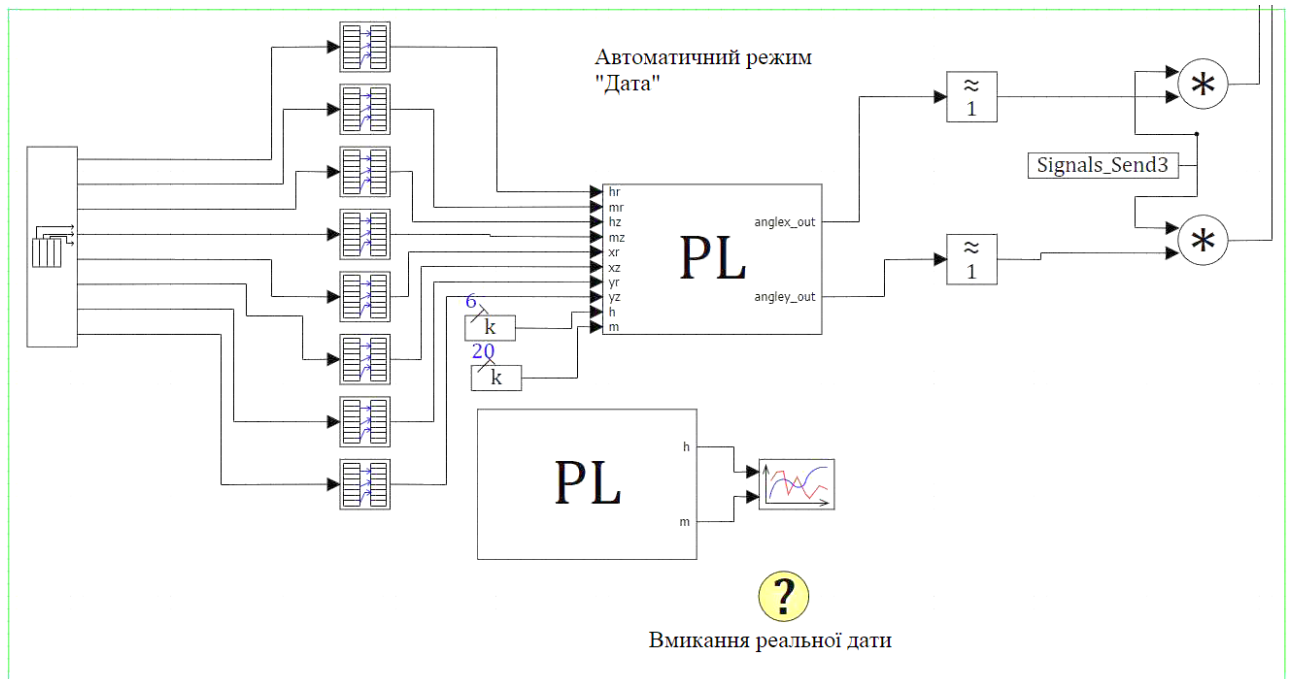 Автоматичний режим
"Дата"
≈
1
*
Signals_Send3
hr
mr
hz
mz
xr
xz
yr
yz
h
m
PL
anglex_out
angley_out
≈
1
*
6
k
20
k
PL
h
m
?
Вмикання реальної дати